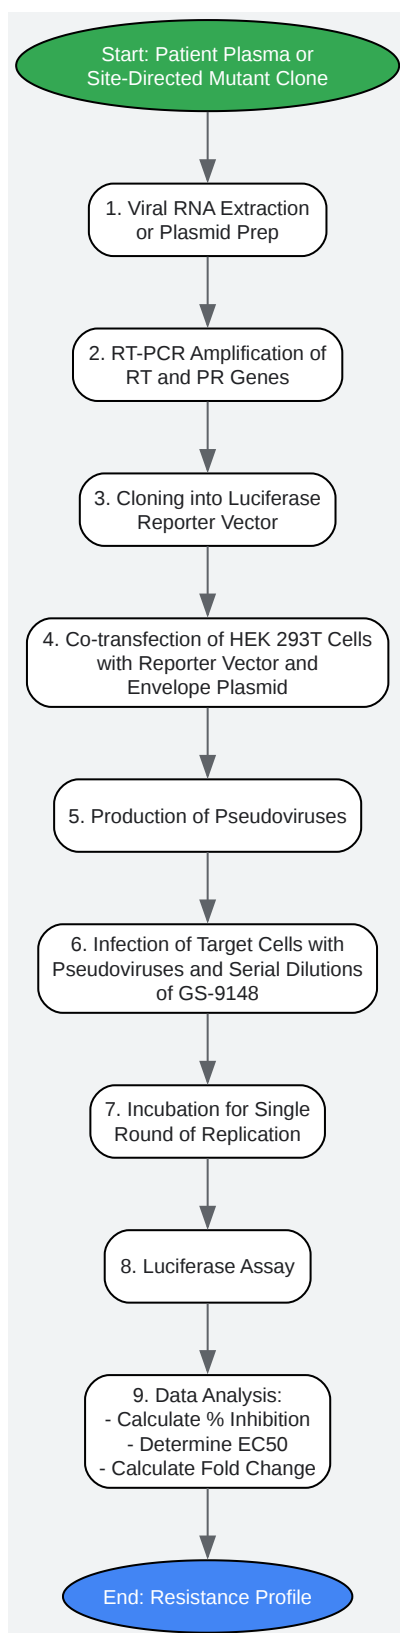 Start: Patient Plasma or
Site-Directed Mutant Clone
1. Viral RNA Extraction
or Plasmid Prep
2. RT-PCR Amplification of
RT and PR Genes
3. Cloning into Luciferase
Reporter Vector
4. Co-transfection of HEK 293T Cells
with Reporter Vector and
Envelope Plasmid
5. Production of Pseudoviruses
6. Infection of Target Cells with
Pseudoviruses and Serial Dilutions
of GS-9148
7. Incubation for Single
Round of Replication
8. Luciferase Assay
9. Data Analysis:
- Calculate % Inhibition
- Determine EC50
- Calculate Fold Change
End: Resistance Profile